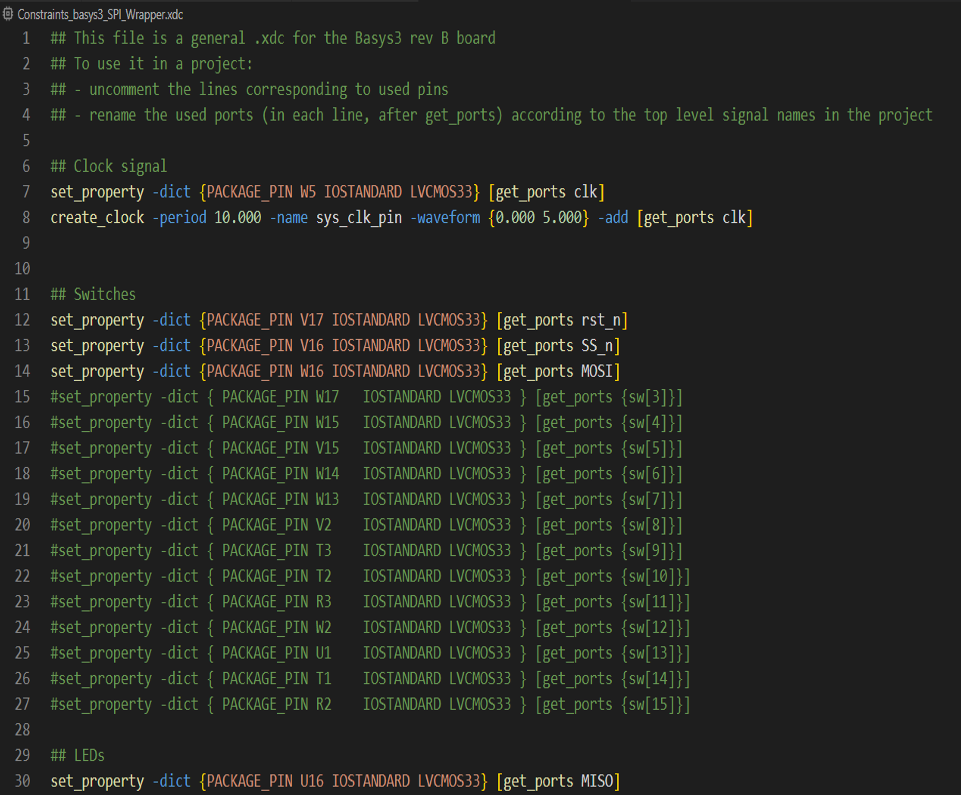 Constraints_basys3_SPI_Wrapper.xdc
1 ## This file is a general .xdc for the Basys3 rev B board
2 ## To use it in a project:
3 ## - uncomment the lines corresponding to used pins
4 ## - rename the used ports (in each line, after get_ports) according to the top level signal names in the project
5
6 ## Clock signal
7 set_property -dict {PACKAGE_PIN W5 IOSTANDARD LVCMOS33} [get_ports clk]
8 create_clock -period 10.000 -name sys_clk_pin -waveform {0.000 5.000} -add [get_ports clk]
9
10
11 ## Switches
12 set_property -dict {PACKAGE_PIN V17 IOSTANDARD LVCMOS33} [get_ports rst_n]
13 set_property -dict {PACKAGE_PIN V16 IOSTANDARD LVCMOS33} [get_ports SS_n]
14 set_property -dict {PACKAGE_PIN W16 IOSTANDARD LVCMOS33} [get_ports MOSI]
15 #set_property -dict { PACKAGE_PIN W17   IOSTANDARD LVCMOS33 } [get_ports {sw[3]}]
16 #set_property -dict { PACKAGE_PIN W15   IOSTANDARD LVCMOS33 } [get_ports {sw[4]}]
17 #set_property -dict { PACKAGE_PIN V15   IOSTANDARD LVCMOS33 } [get_ports {sw[5]}]
18 #set_property -dict { PACKAGE_PIN W14   IOSTANDARD LVCMOS33 } [get_ports {sw[6]}]
19 #set_property -dict { PACKAGE_PIN W13   IOSTANDARD LVCMOS33 } [get_ports {sw[7]}]
20 #set_property -dict { PACKAGE_PIN V2    IOSTANDARD LVCMOS33 } [get_ports {sw[8]}]
21 #set_property -dict { PACKAGE_PIN T3    IOSTANDARD LVCMOS33 } [get_ports {sw[9]}]
22 #set_property -dict { PACKAGE_PIN T2    IOSTANDARD LVCMOS33 } [get_ports {sw[10]}]
23 #set_property -dict { PACKAGE_PIN R3    IOSTANDARD LVCMOS33 } [get_ports {sw[11]}]
24 #set_property -dict { PACKAGE_PIN W2    IOSTANDARD LVCMOS33 } [get_ports {sw[12]}]
25 #set_property -dict { PACKAGE_PIN U1    IOSTANDARD LVCMOS33 } [get_ports {sw[13]}]
26 #set_property -dict { PACKAGE_PIN T1    IOSTANDARD LVCMOS33 } [get_ports {sw[14]}]
27 #set_property -dict { PACKAGE_PIN R2    IOSTANDARD LVCMOS33 } [get_ports {sw[15]}]
28
29 ## LEDs
30 set_property -dict {PACKAGE_PIN U16 IOSTANDARD LVCMOS33} [get_ports MISO]